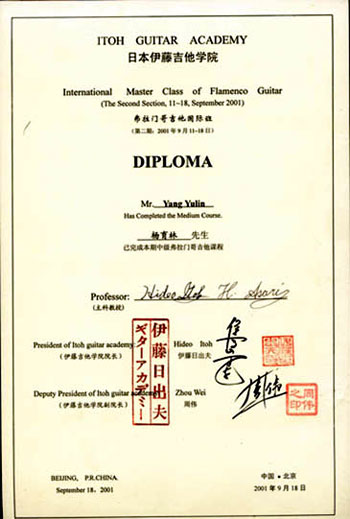 ITOH GUITAR ACADEMY
日本伊藤吉他学院
International Master Class of Flamenco Guitar
(The Second Section, 11-18, September 2001)
弗拉门哥吉他国际班
(第二期:2001年9月11-18日)
DIPLOMA
Mr. Yang Yulin
Has Completed the Medium Course.
杨育林 先生
已完成本期中级弗拉门哥吉他课程
Professor: Hideo Itoh H.
(主科教授)
President of Itoh guitar academy Hideo Itoh
(伊藤吉他学院院长) 伊藤日出夫
Deputy President of Itoh guitar academy Zhou Wei
(伊藤吉他学院副院长) 周伟
伊藤日出夫
ギターアカデミー
周伟之印
BEIJING, P.R.CHINA. 中国·北京
September 18, 2001 2001年9月18日